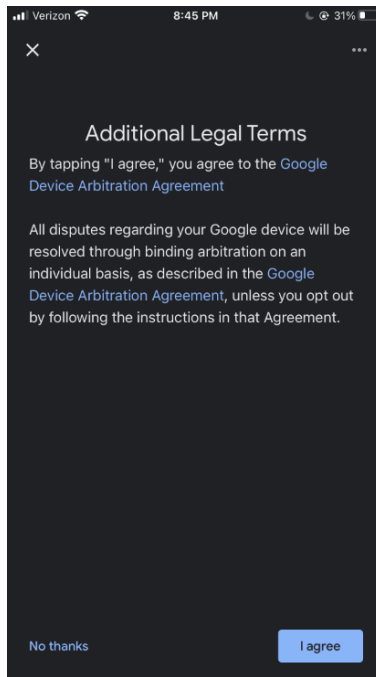 Verizon 8:45 PM 31%
Additional Legal Terms
By tapping "I agree," you agree to the Google
Device Arbitration Agreement
All disputes regarding your Google device will be
resolved through binding arbitration on an
individual basis, as described in the Google
Device Arbitration Agreement, unless you opt out
by following the instructions in that Agreement.
No thanks I agree